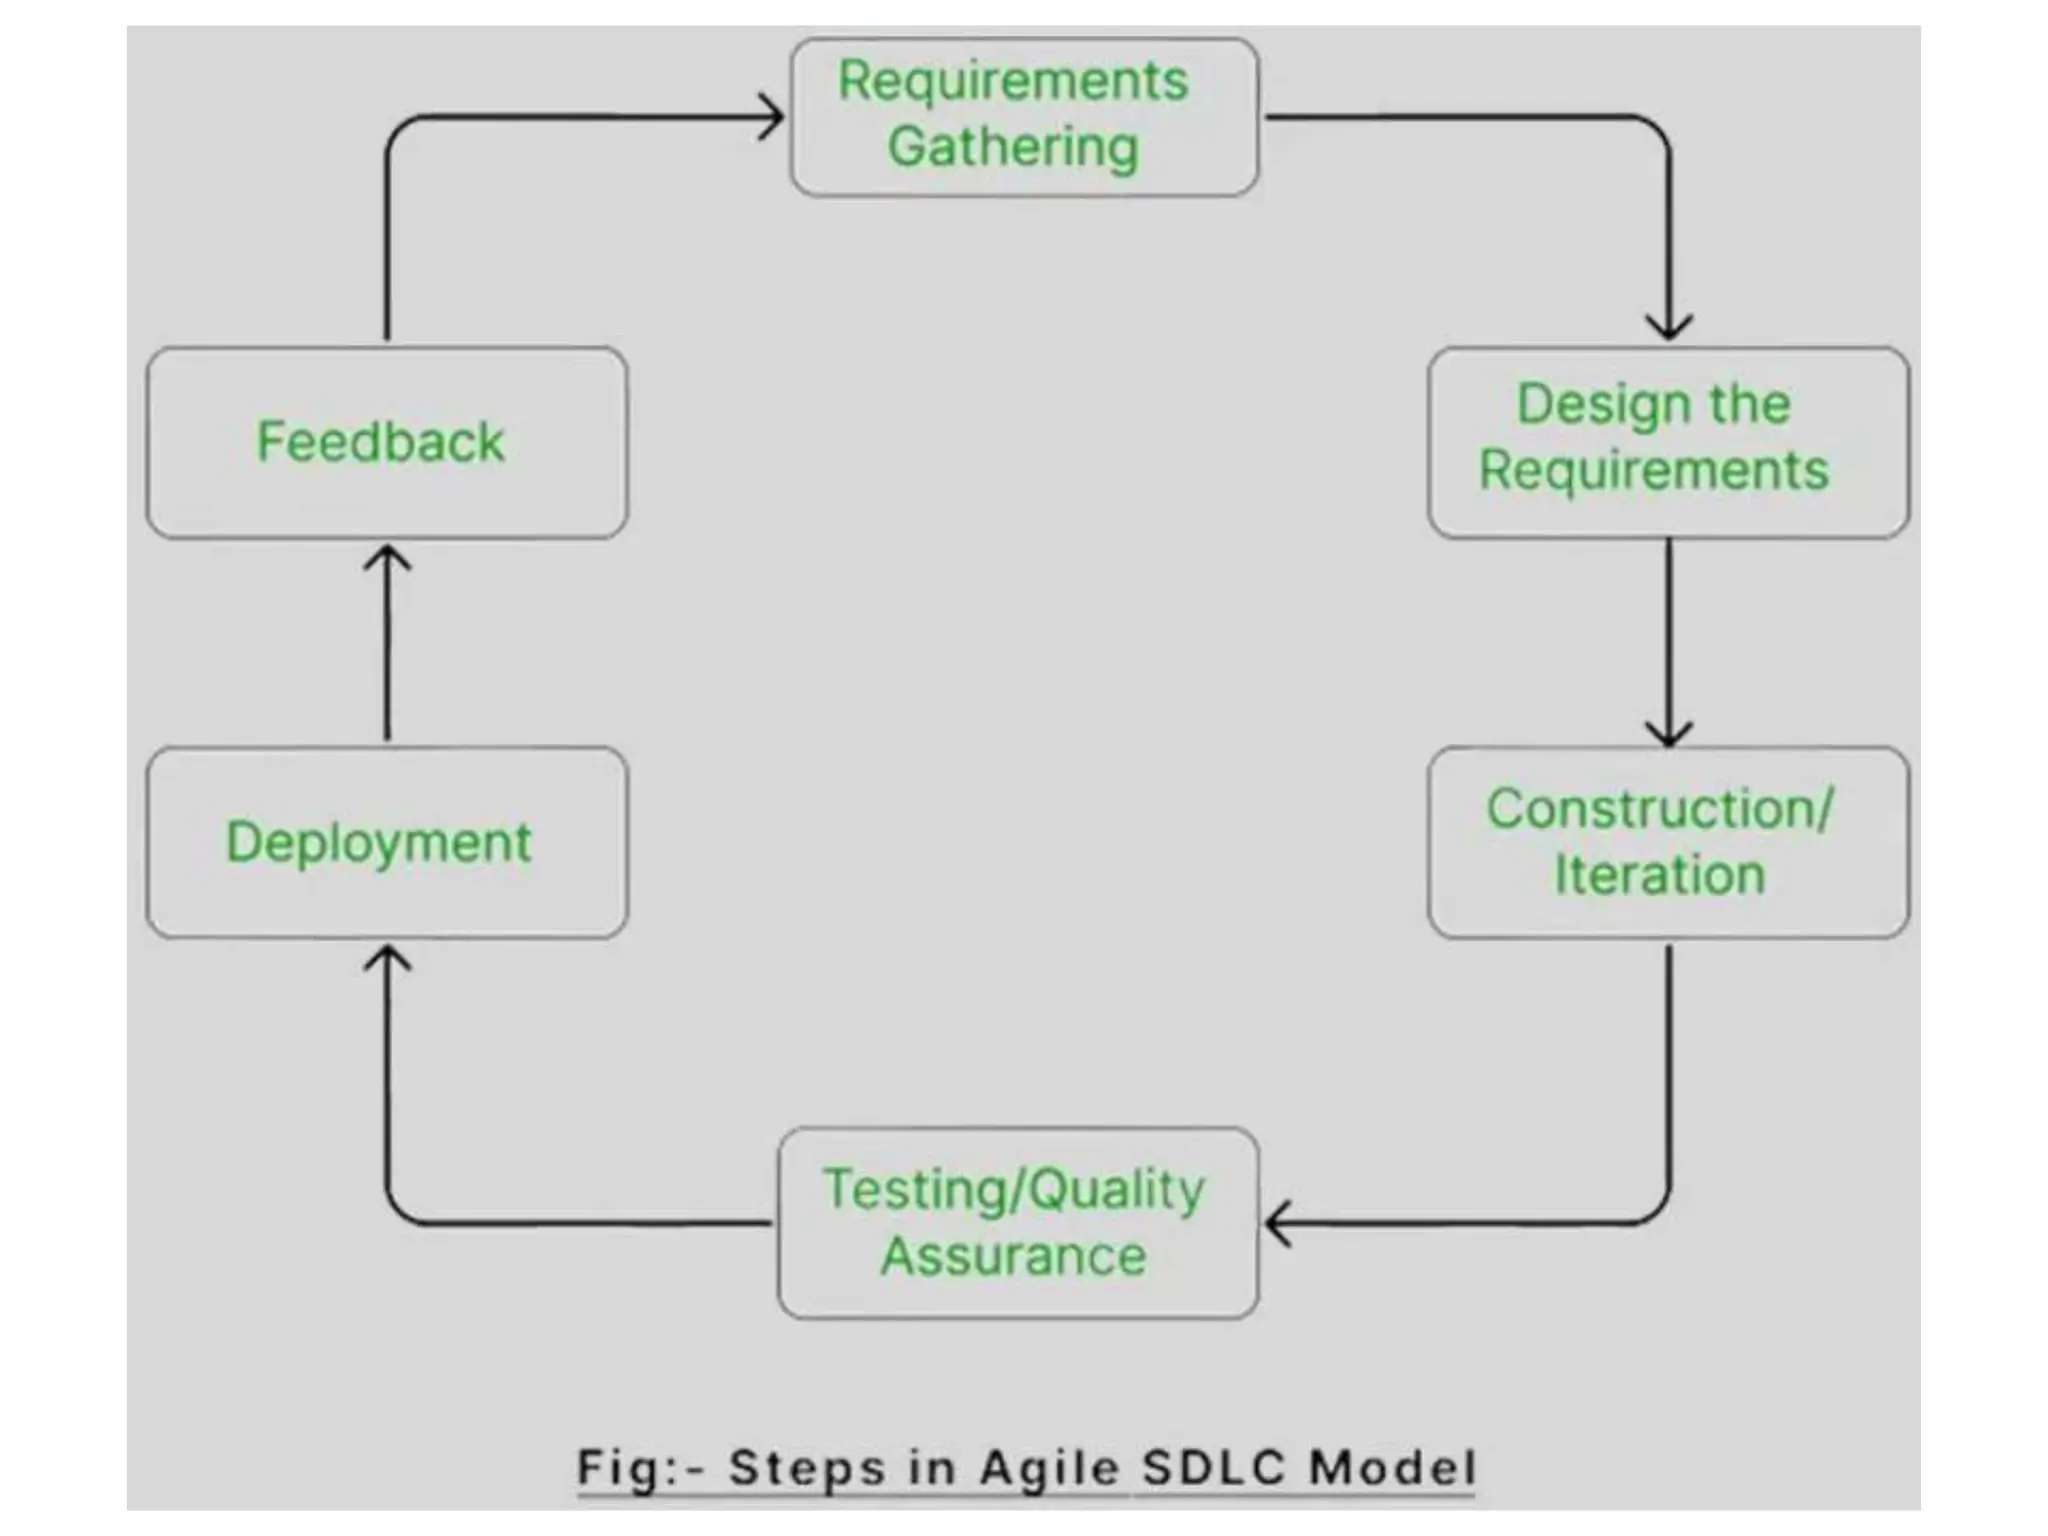 Requirements
Gathering
Feedback
Design the
Requirements
Deployment
Construction/
Iteration
Testing/Quality
Assurance
Fig:- Steps in Agile SDLC Model